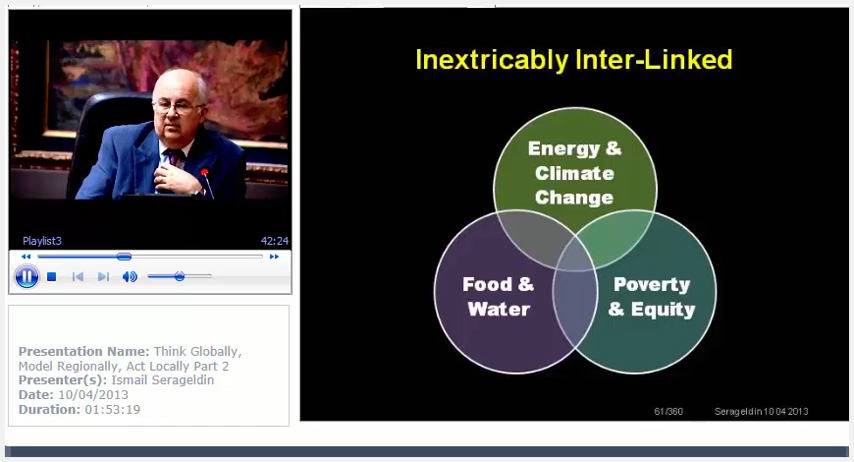 Playlist3 42:24
Presentation Name: Think Globally,
Model Regionally, Act Locally Part 2
Presenter(s): Ismail Serageldin
Date: 10/04/2013
Duration: 01:53:19
Inextricably Inter-Linked
Energy &
Climate
Change
Food &
Water
Poverty
& Equity
61/360 Serageldin 10 04 2013